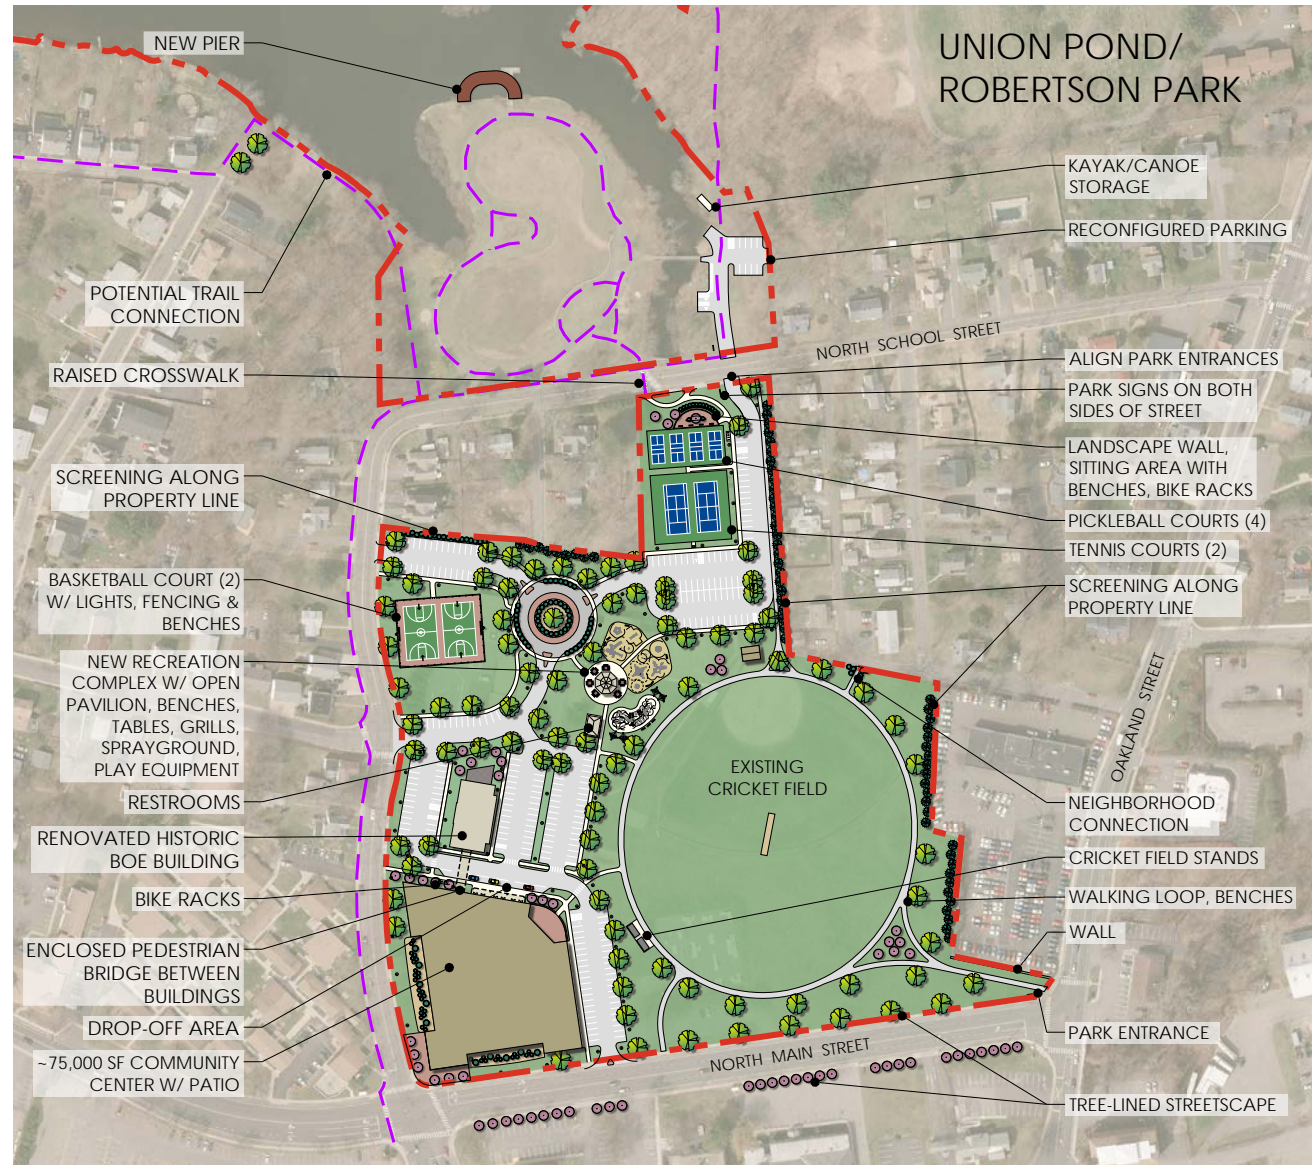 UNION POND/
ROBERTSON PARK
NEW PIER
POTENTIAL TRAIL
CONNECTION
RAISED CROSSWALK
SCREENING ALONG
PROPERTY LINE
BASKETBALL COURT (2)
W/ LIGHTS, FENCING &
BENCHES
NEW RECREATION
COMPLEX W/ OPEN
PAVILION, BENCHES,
TABLES, GRILLS,
SPRAYGROUND,
PLAY EQUIPMENT
RESTROOMS
RENOVATED HISTORIC
BOE BUILDING
BIKE RACKS
ENCLOSED PEDESTRIAN
BRIDGE BETWEEN
BUILDINGS
DROP-OFF AREA
~75,000 SF COMMUNITY
CENTER W/ PATIO
NORTH SCHOOL STREET
EXISTING
CRICKET FIELD
NORTH MAIN STREET
OAKLAND STREET
KAYAK/CANOE
STORAGE
RECONFIGURED PARKING
ALIGN PARK ENTRANCES
PARK SIGNS ON BOTH
SIDES OF STREET
LANDSCAPE WALL,
SITTING AREA WITH
BENCHES, BIKE RACKS
PICKLEBALL COURTS (4)
TENNIS COURTS (2)
SCREENING ALONG
PROPERTY LINE
NEIGHBORHOOD
CONNECTION
CRICKET FIELD STANDS
WALKING LOOP, BENCHES
WALL
PARK ENTRANCE
TREE-LINED STREETSCAPE